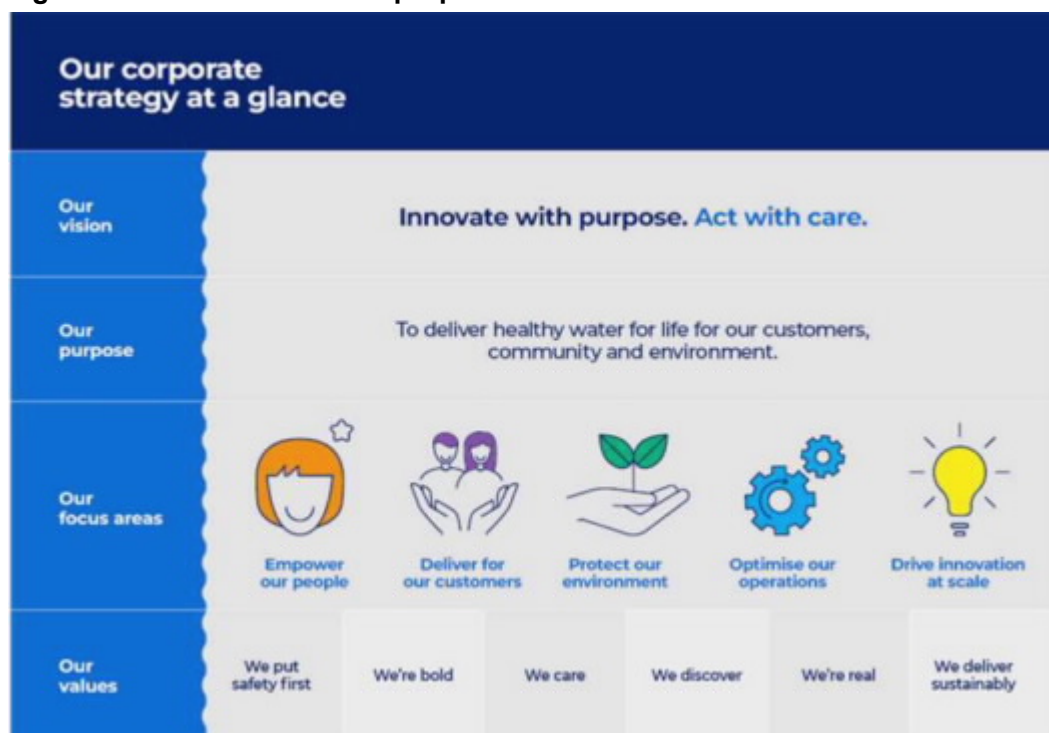 Our corporate
strategy at a glance
Our
vision
Innovate with purpose. Act with care.
Our
purpose
To deliver healthy water for life for our customers,
community and environment.
Our
focus areas
Empower
our people
Deliver for
our customers
Protect our
environment
Optimise our
operations
Drive innovation
at scale
Our
values
We put
safety first
We're bold
We care
We discover
We're real
We deliver
sustainably